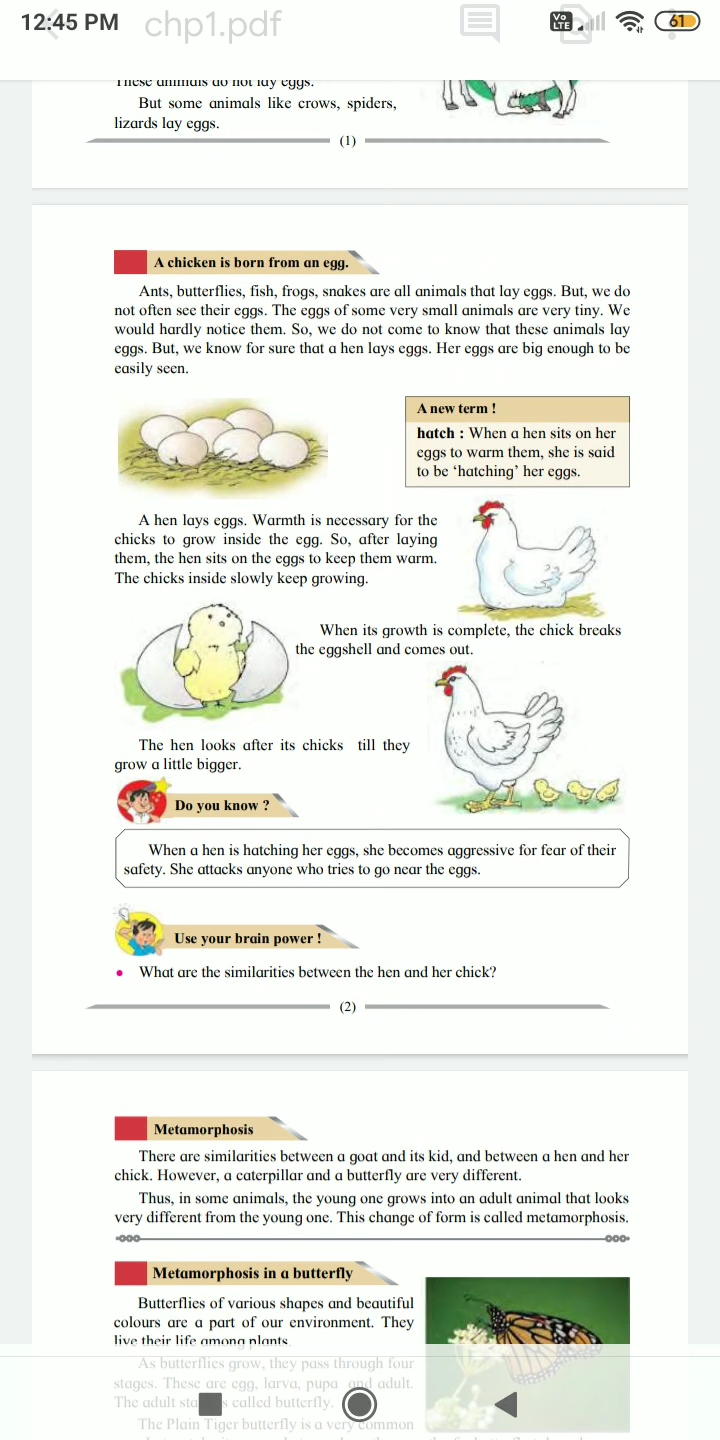 12:45 PM
chp1.pdf
Vo
LTE
61
These animals do not lay eggs.
But some animals like crows, spiders,
lizards lay eggs.
(1)
A chicken is born from an egg.
Ants, butterflies, fish, frogs, snakes are all animals that lay eggs. But, we do
not often see their eggs. The eggs of some very small animals are very tiny. We
would hardly notice them. So, we do not come to know that these animals lay
eggs. But, we know for sure that a hen lays eggs. Her eggs are big enough to be
easily seen.
A new term !
hatch : When a hen sits on her
eggs to warm them, she is said
to be ‘hatching’ her eggs.
A hen lays eggs. Warmth is necessary for the
chicks to grow inside the egg. So, after laying
them, the hen sits on the eggs to keep them warm.
The chicks inside slowly keep growing.
When its growth is complete, the chick breaks
the eggshell and comes out.
The hen looks after its chicks till they
grow a little bigger.
Do you know ?
When a hen is hatching her eggs, she becomes aggressive for fear of their
safety. She attacks anyone who tries to go near the eggs.
Use your brain power !
• What are the similarities between the hen and her chick?
(2)
Metamorphosis
There are similarities between a goat and its kid, and between a hen and her
chick. However, a caterpillar and a butterfly are very different.
Thus, in some animals, the young one grows into an adult animal that looks
very different from the young one. This change of form is called metamorphosis.
Metamorphosis in a butterfly
Butterflies of various shapes and beautiful
colours are a part of our environment. They
live their life among plants.
As butterflies grow, they pass through four
stages. These are egg, larva, pupa and adult.
The adult is called butterfly.
The Plain Tiger butterfly is a very common